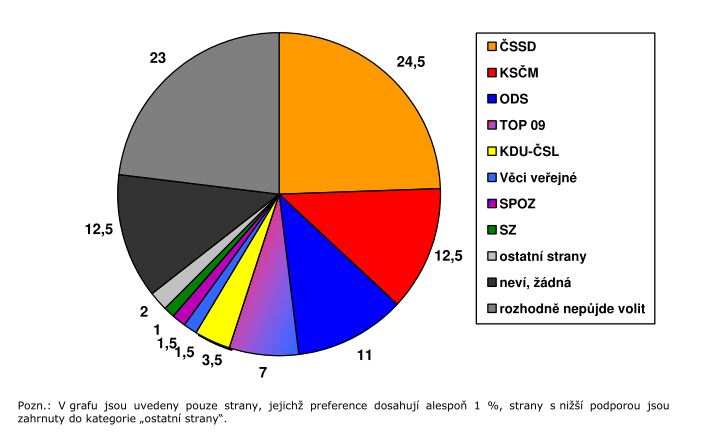 23
24,5
12,5
11
7
3,5
1,5
1,5
1
2
12,5
ČSSD
KSČM
ODS
TOP 09
KDU-ČSL
Věci veřejné
SPOZ
SZ
ostatní strany
neví, žádná
rozhodně nepůjde volit
Pozn.: V grafu jsou uvedeny pouze strany, jejichž preference dosahují alespoň 1 %, strany s nižší podporou jsou
zahrnuty do kategorie „ostatní strany“.